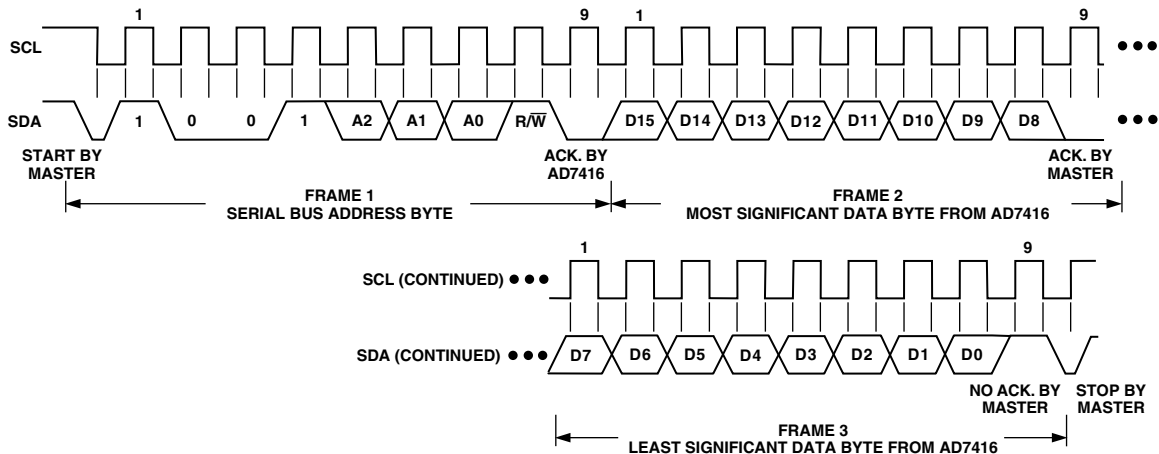 1 9 1 9
SCL
SDA 1 0 0 1 A2 A1 A0 R/W̅ D15 D14 D13 D12 D11 D10 D9 D8
START BY
MASTER
ACK. BY
AD7416
ACK. BY
MASTER
FRAME 1
SERIAL BUS ADDRESS BYTE
FRAME 2
MOST SIGNIFICANT DATA BYTE FROM AD7416
1 9
SCL (CONTINUED)
SDA (CONTINUED) D7 D6 D5 D4 D3 D2 D1 D0
NO ACK. BY
MASTER
STOP BY
MASTER
FRAME 3
LEAST SIGNIFICANT DATA BYTE FROM AD7416